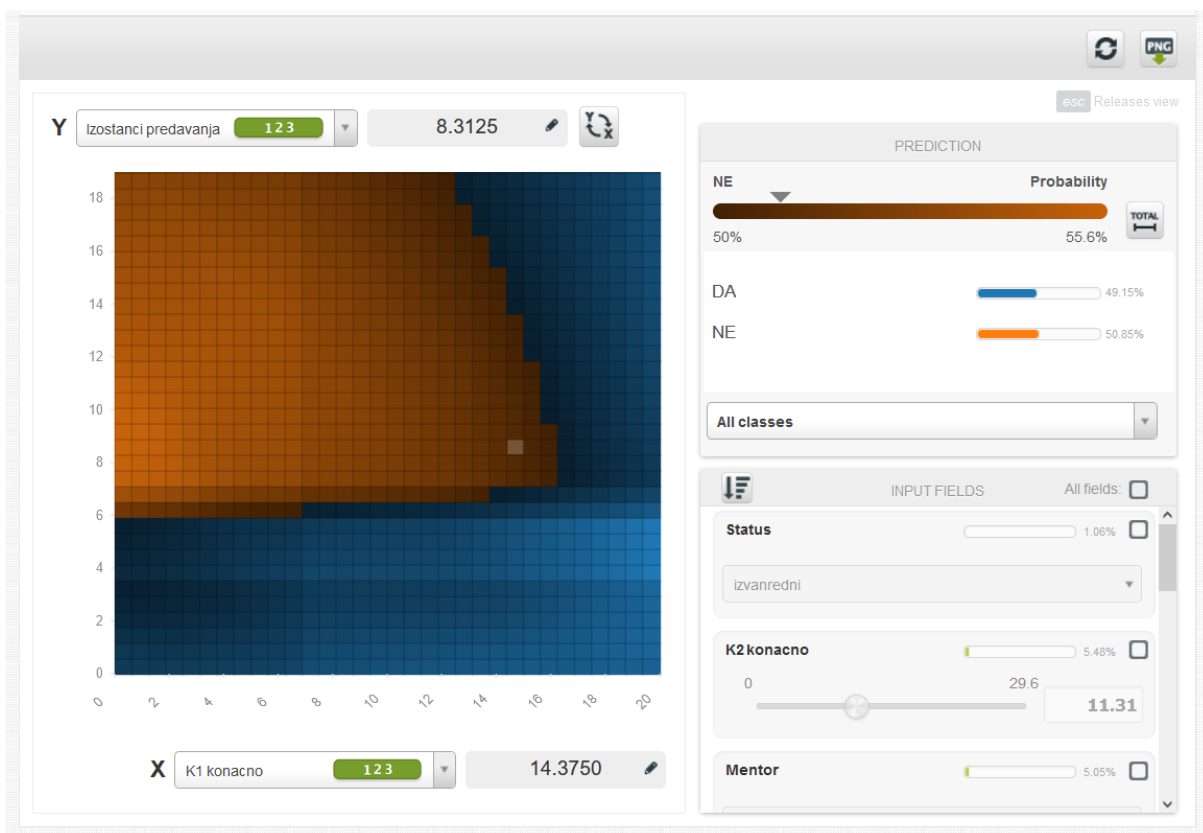 PNG
esc Releases view
Y Izostanci predavanja 123 8.3125 Y X
18
16
14
12
10
8
6
4
2
0
0 2 4 6 8 10 12 14 16 18 20
X K1 konacno 123 14.3750
PREDICTION
NE Probability
TOTAL
50% 55.6%
DA 49.15%
NE 50.85%
All classes
INPUT FIELDS All fields:
Status 1.06%
izvanredni
K2 konacno 5.48%
0 29.6
11.31
Mentor 5.05%